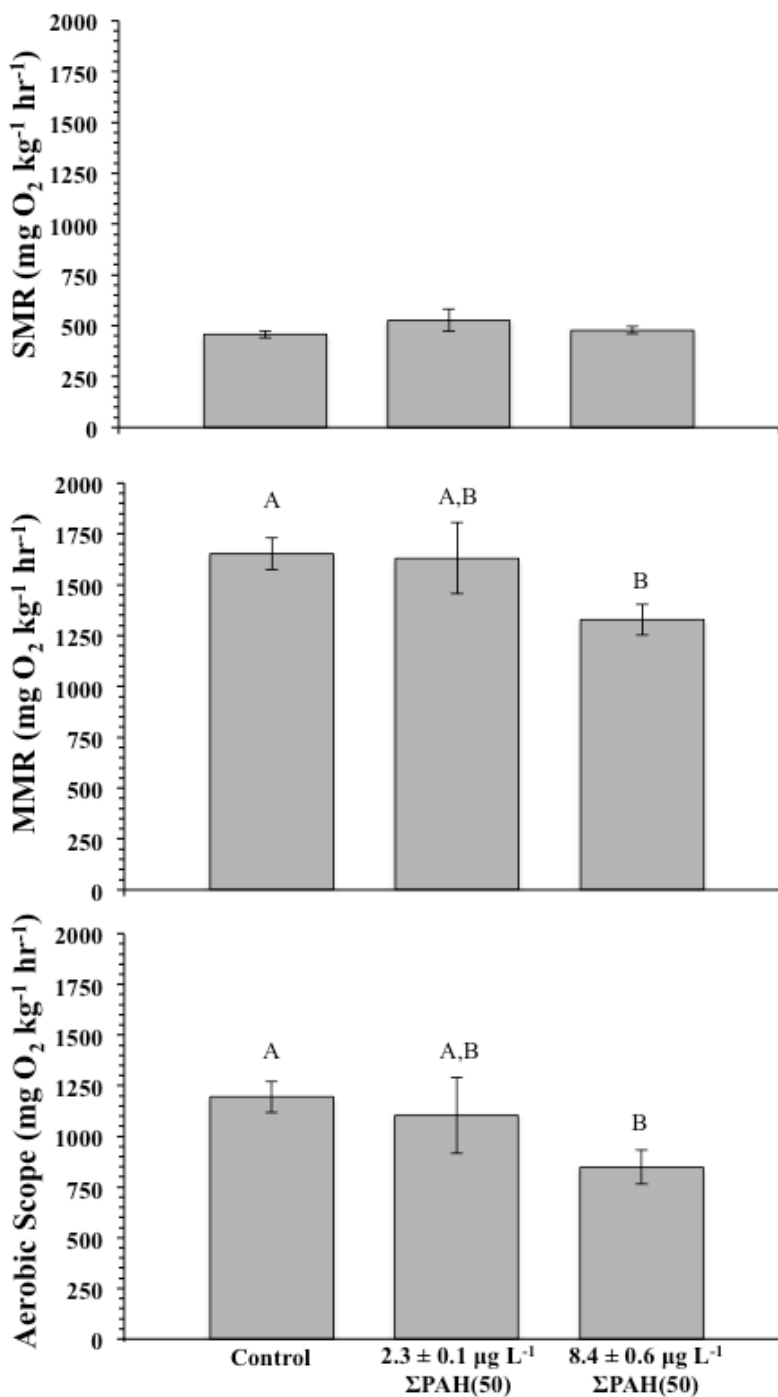 SMR (mg O₂ kg⁻¹ hr⁻¹)
2000
1750
1500
1250
1000
750
500
250
0
MMR (mg O₂ kg⁻¹ hr⁻¹)
2000
1750
1500
1250
1000
750
500
250
0
A
A,B
B
Aerobic Scope (mg O₂ kg⁻¹ hr⁻¹)
2000
1750
1500
1250
1000
750
500
250
0
A
A,B
B
Control
2.3 ± 0.1 μg L⁻¹
ΣPAH(50)
8.4 ± 0.6 μg L⁻¹
ΣPAH(50)